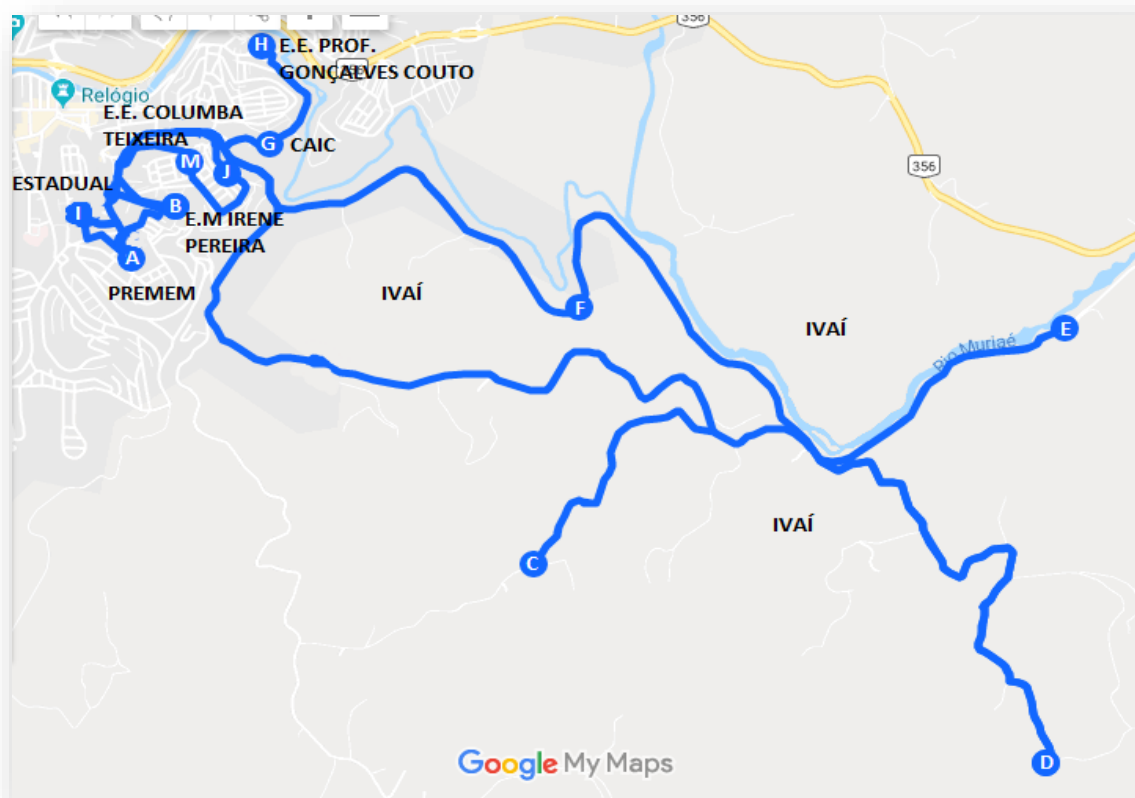 356
H
E.E. PROF.
GONÇALVES COUTO
356
Relógio
E.E. COLUMBA
TEIXEIRA
G
CAIC
M
J
356
ESTADUAL
I
B
E.M IRENE
PEREIRA
A
PREMEM
IVAÍ
F
IVAÍ
E
Rio Muriaé
IVAÍ
C
D
Google My Maps